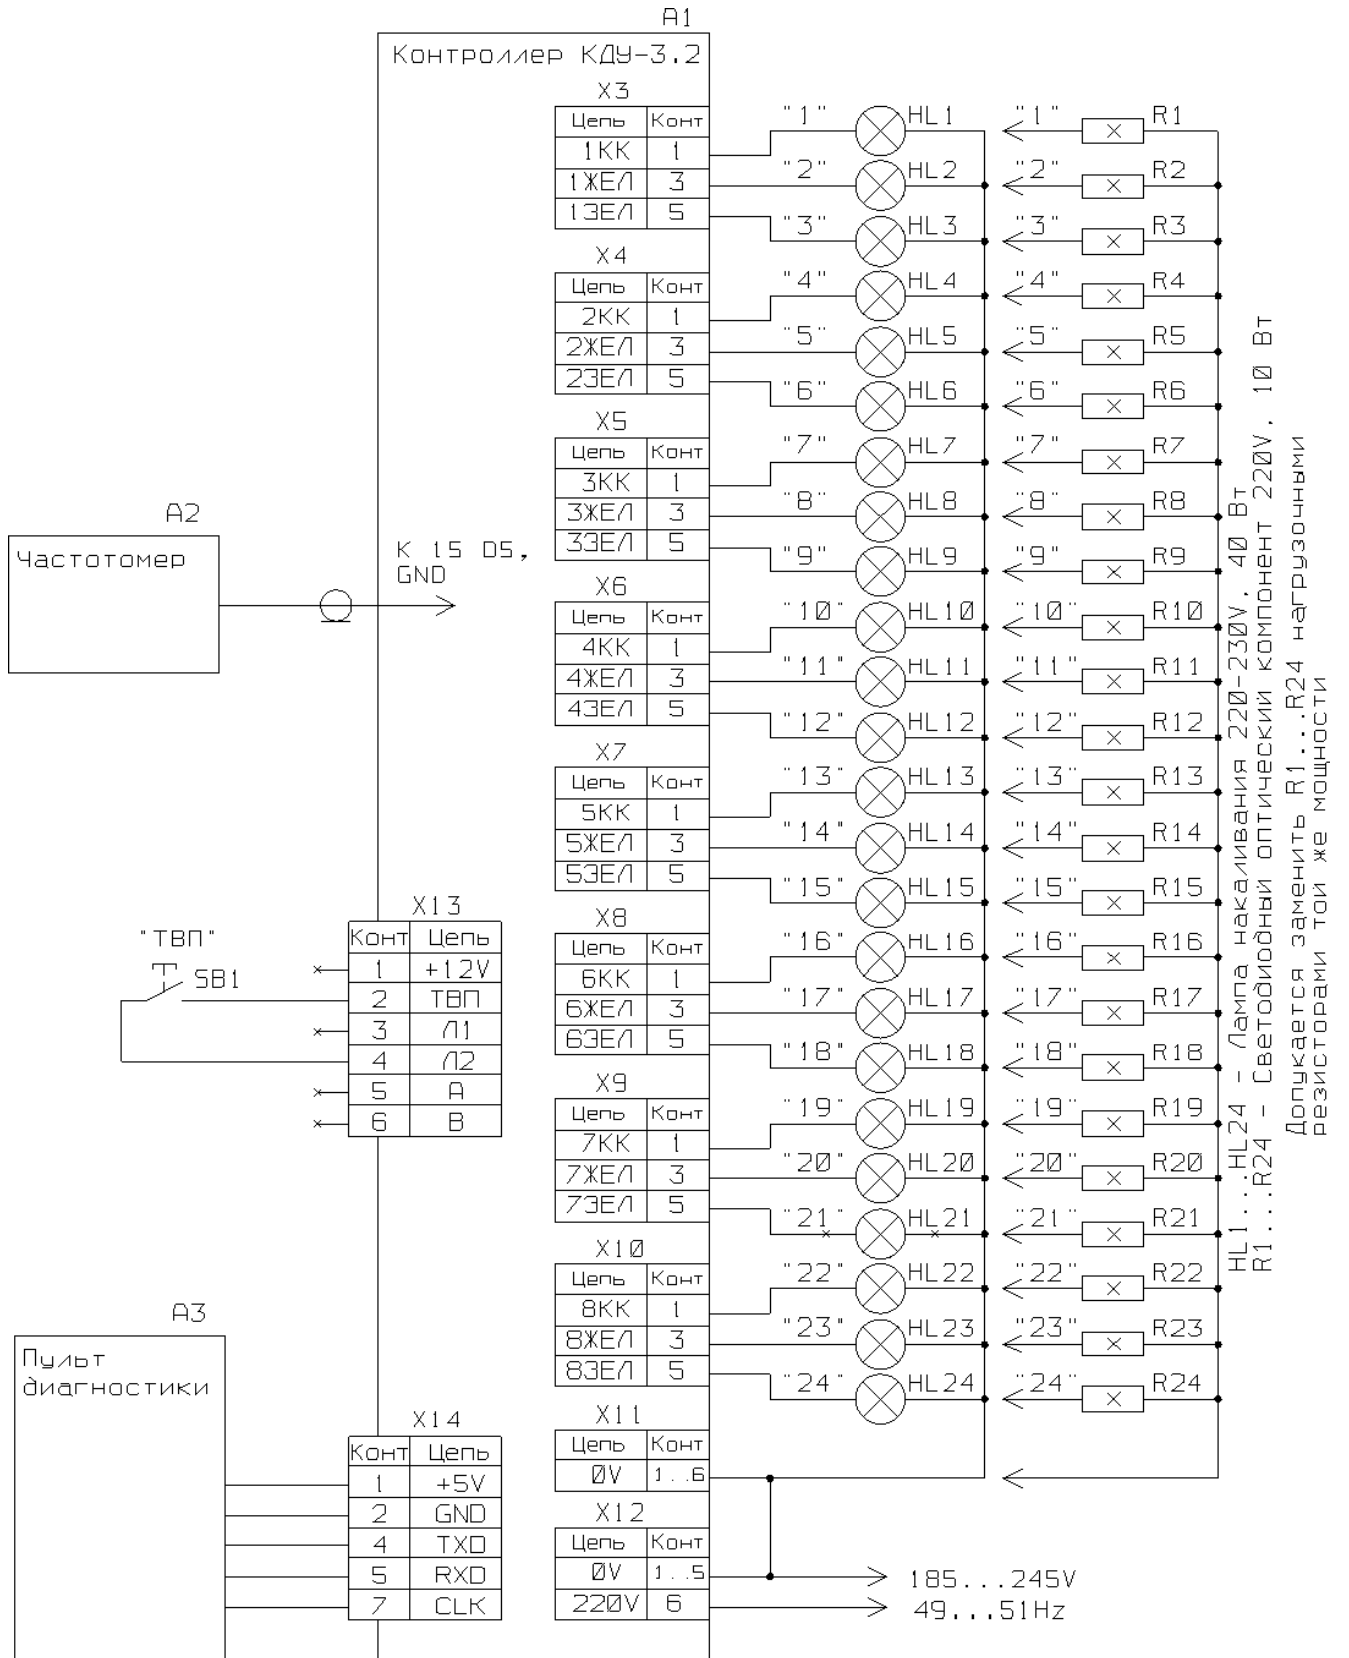 A1
Контроллер КДУ-3.2
X3
Цепь Конт
1КК 1
1ЖЕЛ 3
1ЗЕЛ 5
X4
Цепь Конт
2КК 1
2ЖЕЛ 3
2ЗЕЛ 5
X5
Цепь Конт
3КК 1
3ЖЕЛ 3
3ЗЕЛ 5
X6
Цепь Конт
4КК 1
4ЖЕЛ 3
4ЗЕЛ 5
X7
Цепь Конт
5КК 1
5ЖЕЛ 3
5ЗЕЛ 5
X8
Цепь Конт
6КК 1
6ЖЕЛ 3
6ЗЕЛ 5
X9
Цепь Конт
7КК 1
7ЖЕЛ 3
7ЗЕЛ 5
X10
Цепь Конт
8КК 1
8ЖЕЛ 3
8ЗЕЛ 5
X11
Цепь Конт
0V 1..6
X12
Цепь Конт
0V 1..5
220V 6
"1" HL1 "1" R1
"2" HL2 "2" R2
"3" HL3 "3" R3
"4" HL4 "4" R4
"5" HL5 "5" R5
"6" HL6 "6" R6
"7" HL7 "7" R7
"8" HL8 "8" R8
"9" HL9 "9" R9
"10" HL10 "10" R10
"11" HL11 "11" R11
"12" HL12 "12" R12
"13" HL13 "13" R13
"14" HL14 "14" R14
"15" HL15 "15" R15
"16" HL16 "16" R16
"17" HL17 "17" R17
"18" HL18 "18" R18
"19" HL19 "19" R19
"20" HL20 "20" R20
"21" HL21 "21" R21
"22" HL22 "22" R22
"23" HL23 "23" R23
"24" HL24 "24" R24
185...245V
49...51Hz
A2
Частотомер
К 15 D5,
GND
X13
Конт Цепь
1 +12V
2 ТВП
3 Л1
4 Л2
5 A
6 B
"ТВП"
SB1
A3
Пульт
диагностики
X14
Конт Цепь
1 +5V
2 GND
4 TXD
5 RXD
7 CLK
HL1...HL24 - Лампа накаливания 220-230V, 40 Вт
R1...R24 - Светодиодный оптический компонент 220V, 10 Вт
Допукается заменить R1...R24 нагрузочными
резисторами той же мощности